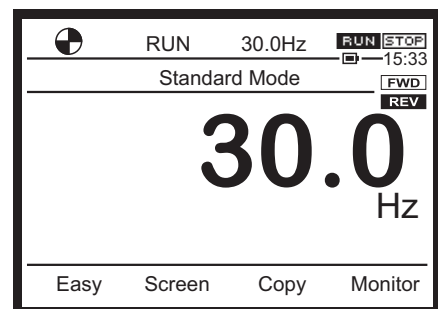 RUN 30.0Hz RUN STOP
15:33
Standard Mode FWD
REV
30.0
Hz
Easy Screen Copy Monitor